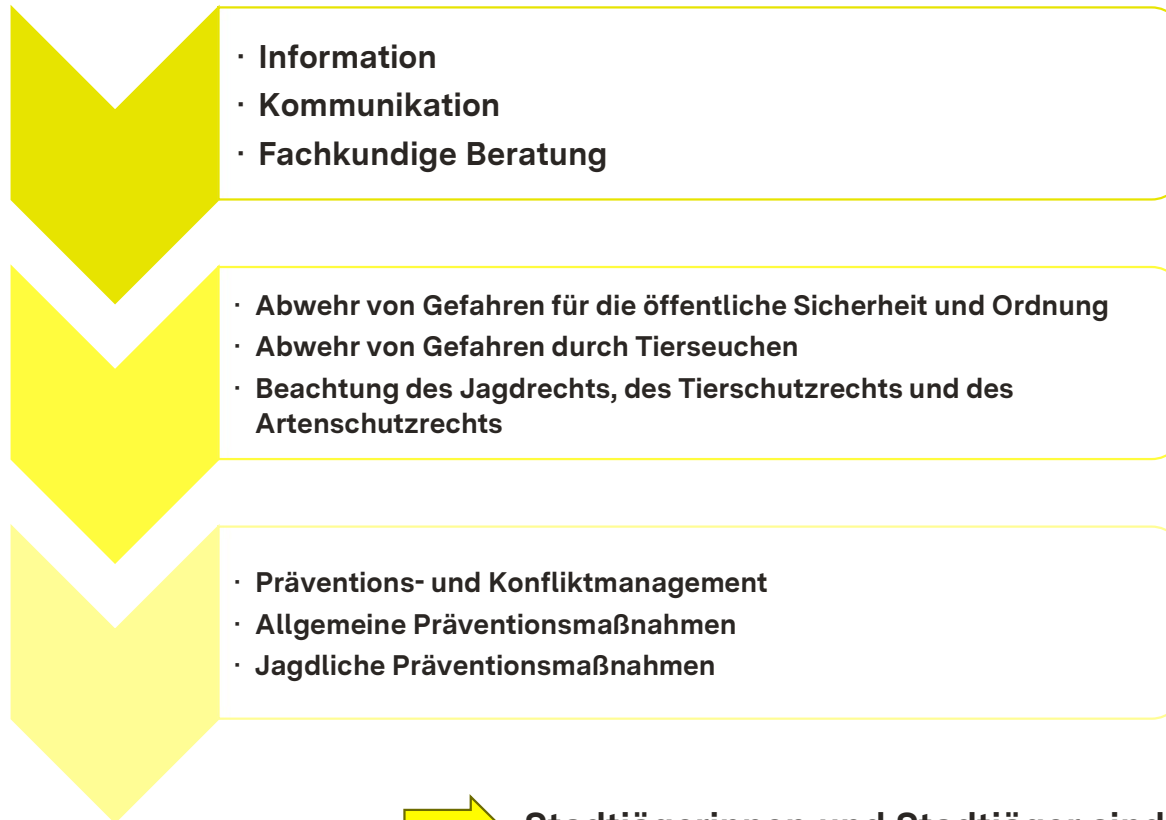 · Information
· Kommunikation
· Fachkundige Beratung
· Abwehr von Gefahren für die öffentliche Sicherheit und Ordnung
· Abwehr von Gefahren durch Tierseuchen
· Beachtung des Jagdrechts, des Tierschutzrechts und des
Artenschutzrechts
· Präventions- und Konfliktmanagement
· Allgemeine Präventionsmaßnahmen
· Jagdliche Präventionsmaßnahmen
Stadtjägerinnen und Stadtjäger sind